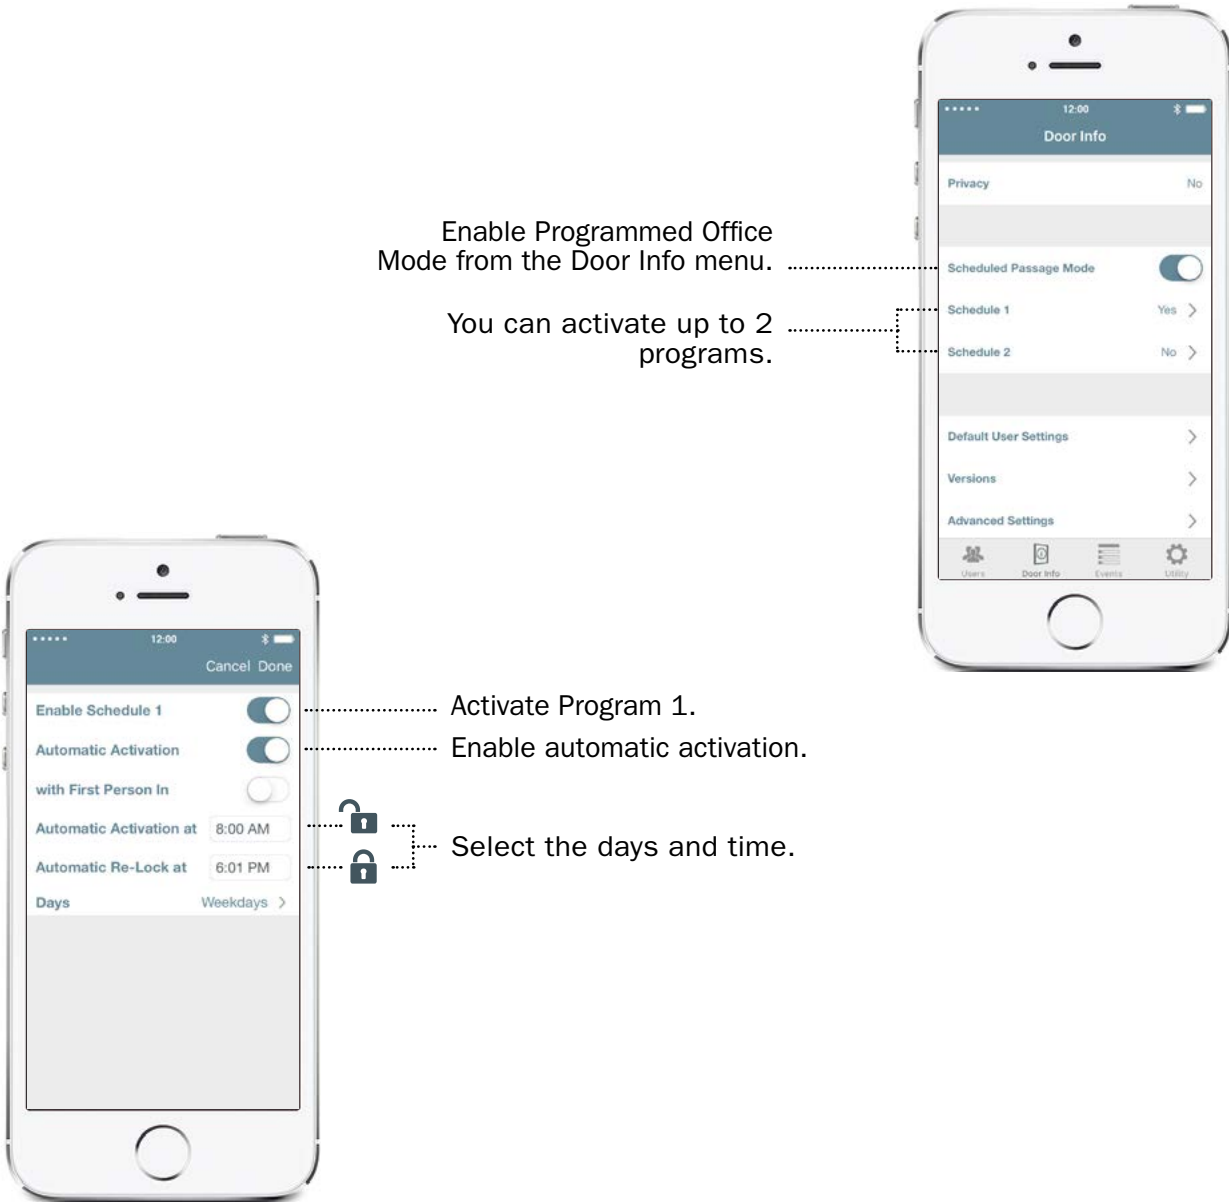 12:00
Door Info
Privacy No
Enable Programmed Office
Mode from the Door Info menu.
Scheduled Passage Mode
You can activate up to 2
programs.
Schedule 1 Yes
Schedule 2 No
Default User Settings
Versions
Advanced Settings
Users Door Info Events Utility
12:00
Cancel Done
Enable Schedule 1
Activate Program 1.
Automatic Activation
Enable automatic activation.
with First Person In
Automatic Activation at 8:00 AM
Automatic Re-Lock at 6:01 PM
Select the days and time.
Days Weekdays